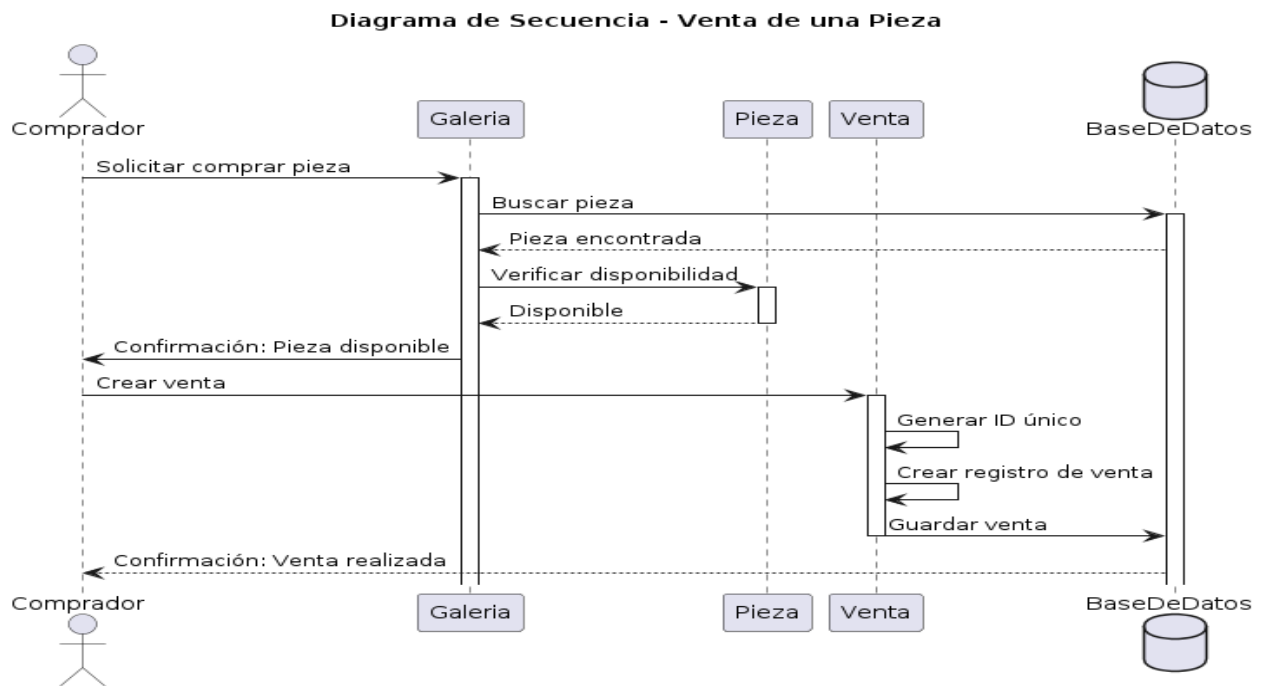 Diagrama de Secuencia - Venta de una Pieza
Comprador
Galeria
Pieza
Venta
BaseDeDatos
Solicitar comprar pieza
Buscar pieza
Pieza encontrada
Verificar disponibilidad
Disponible
Confirmación: Pieza disponible
Crear venta
Generar ID único
Crear registro de venta
Guardar venta
Confirmación: Venta realizada
Comprador
Galeria
Pieza
Venta
BaseDeDatos